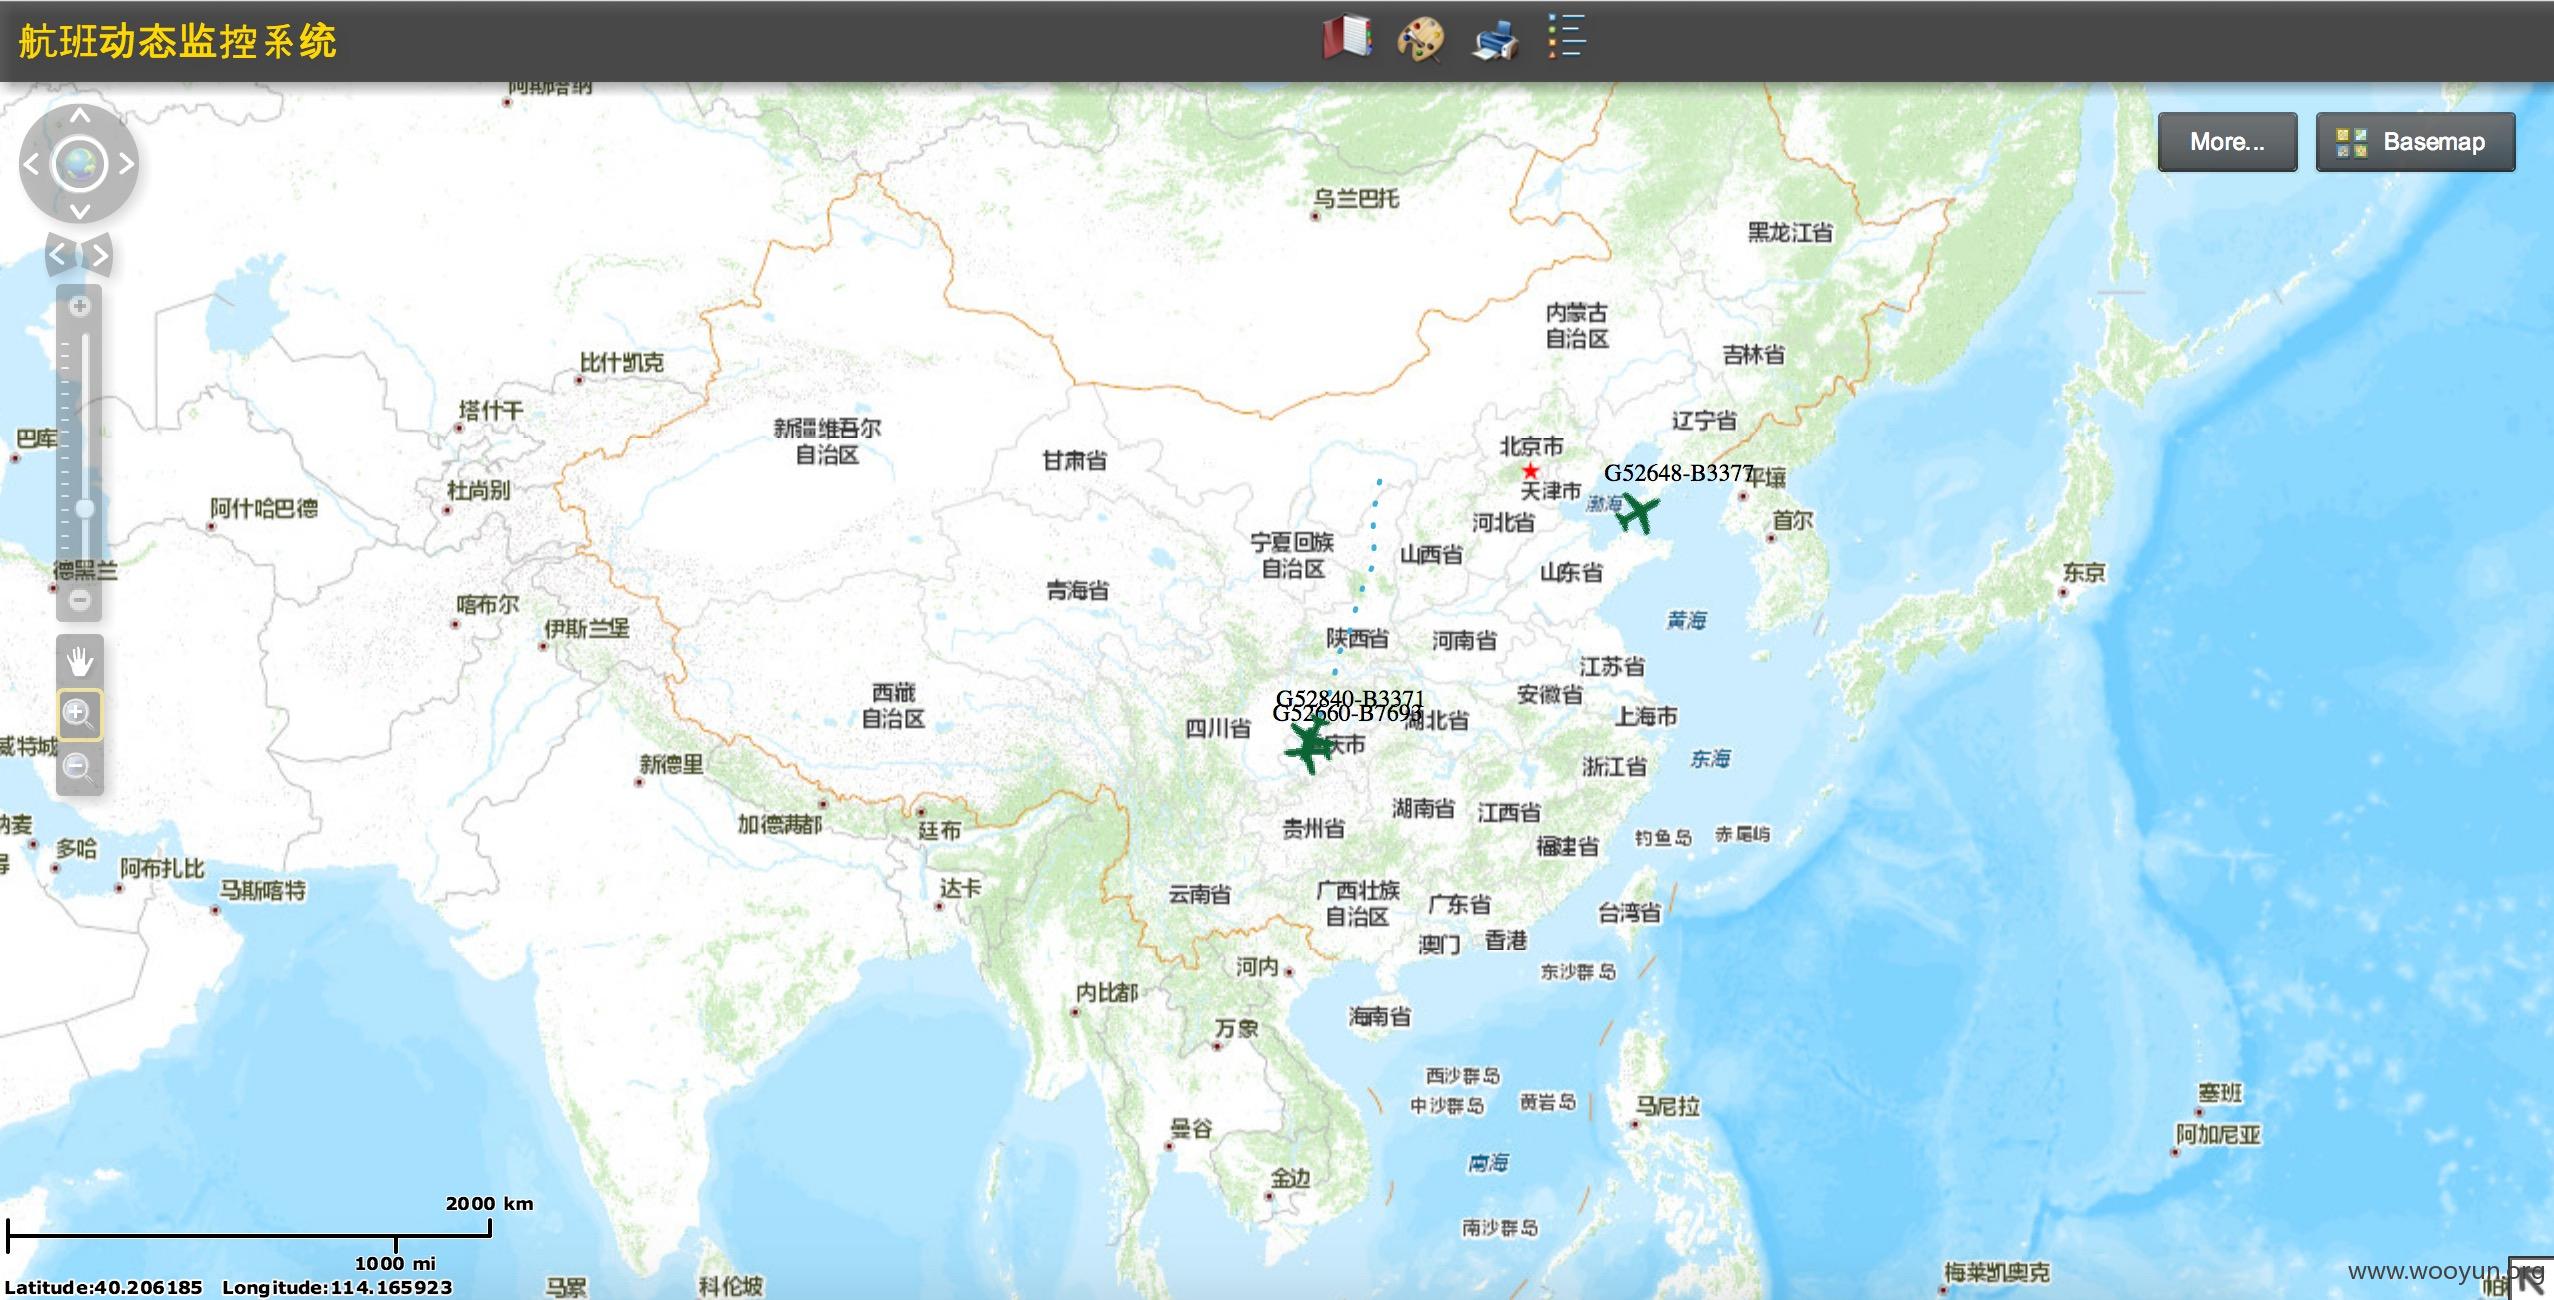 航班动态监控系统
阿斯塔纳
More...
Basemap
乌兰巴托
黑龙江省
内蒙古
自治区
吉林省
比什凯克
塔什干
辽宁省
新疆维吾尔
自治区
巴库
甘肃省
北京市
G52648-B3377
平壤
杜尚别
天津市
渤海
阿什哈巴德
河北省
首尔
宁夏回族
自治区
山西省
德黑兰
山东省
东京
青海省
喀布尔
伊斯兰堡
黄海
陕西省
河南省
江苏省
西藏
自治区
安徽省
G52840-B3371
G52660-B7693
四川省
湖北省
上海市
庆市
威特城
新德里
浙江省
东海
加德满都
廷布
贵州省
湖南省
江西省
钓鱼岛
赤尾屿
纳麦
多哈
福建省
阿布扎比
马斯喀特
达卡
云南省
广西壮族
自治区
广东省
台湾省
澳门
香港
河内
东沙群岛
内比都
海南省
万象
西沙群岛
中沙群岛
黄岩岛
马尼拉
塞班
曼谷
阿加尼亚
南海
金边
2000 km
南沙群岛
1000 mi
梅莱凯奥克
www.wooyun.org
Latitude:40.206185 Longitude:114.165923
马累
科伦坡